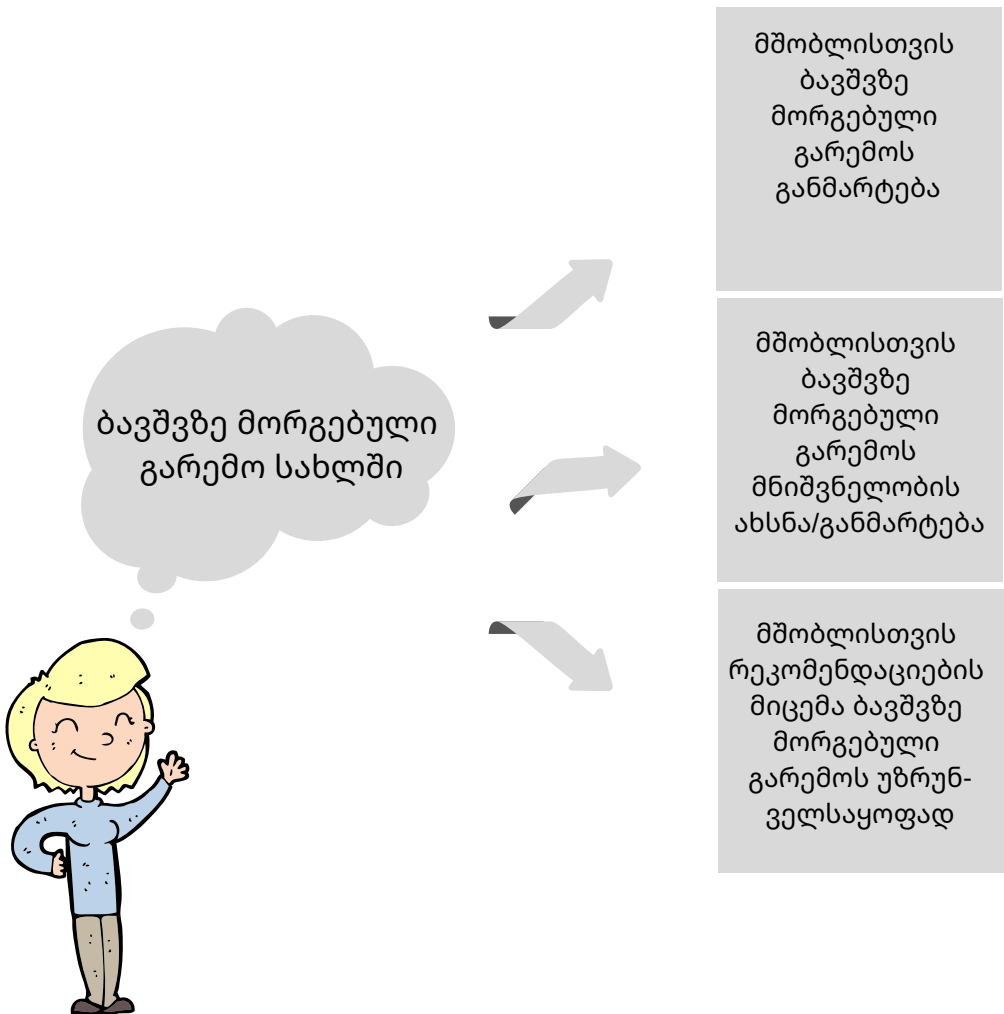 ბავშვზე მორგებული
გარემო სახლში
მშობლისთვის
ბავშვზე
მორგებული
გარემოს
განმარტება
მშობლისთვის
ბავშვზე
მორგებული
გარემოს
მნიშვნელობის
ახსნა/განმარტება
მშობლისთვის
რეკომენდაციების
მიცემა ბავშვზე
მორგებული
გარემოს უზრუნ-
ველსაყოფად